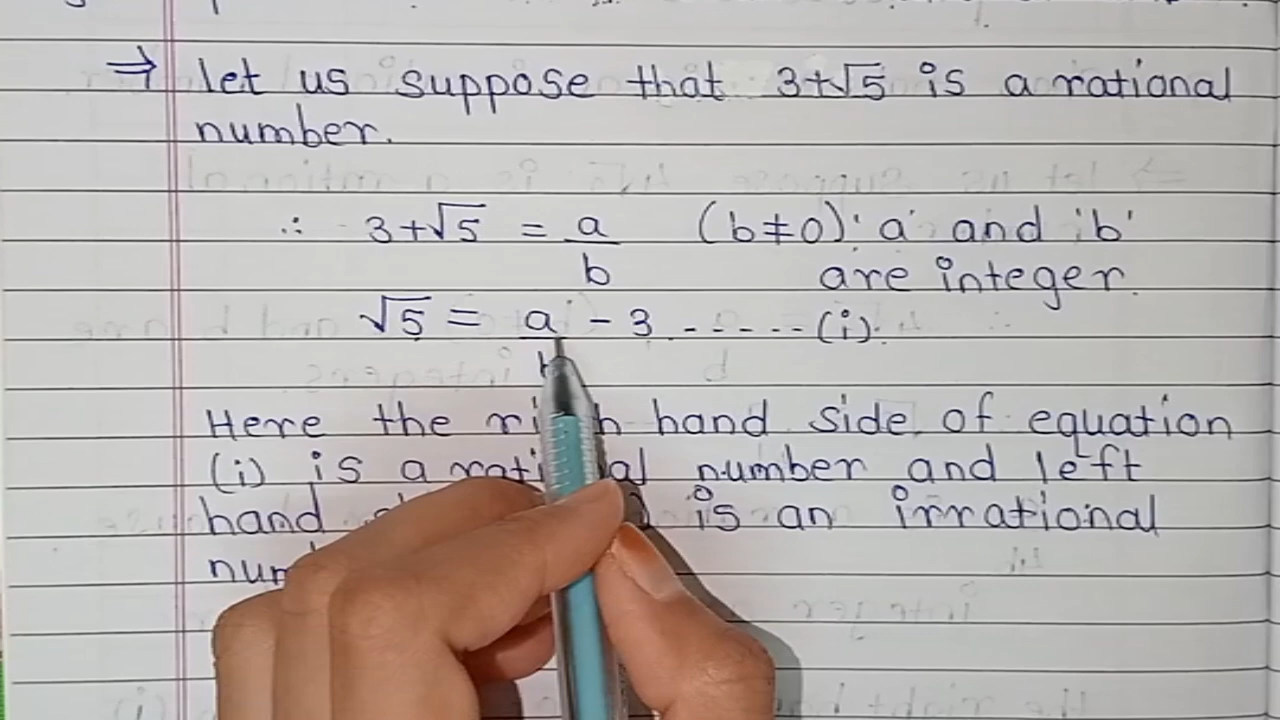 ⇒ let us suppose that 3+√5 is a rational
number.
∴ 3+√5 = a/b (b≠0) 'a' and 'b'
are integer.
√5 = a/b - 3 ------(i).
Here the hand side of equation
(i) is a number and left
hand is an irrational